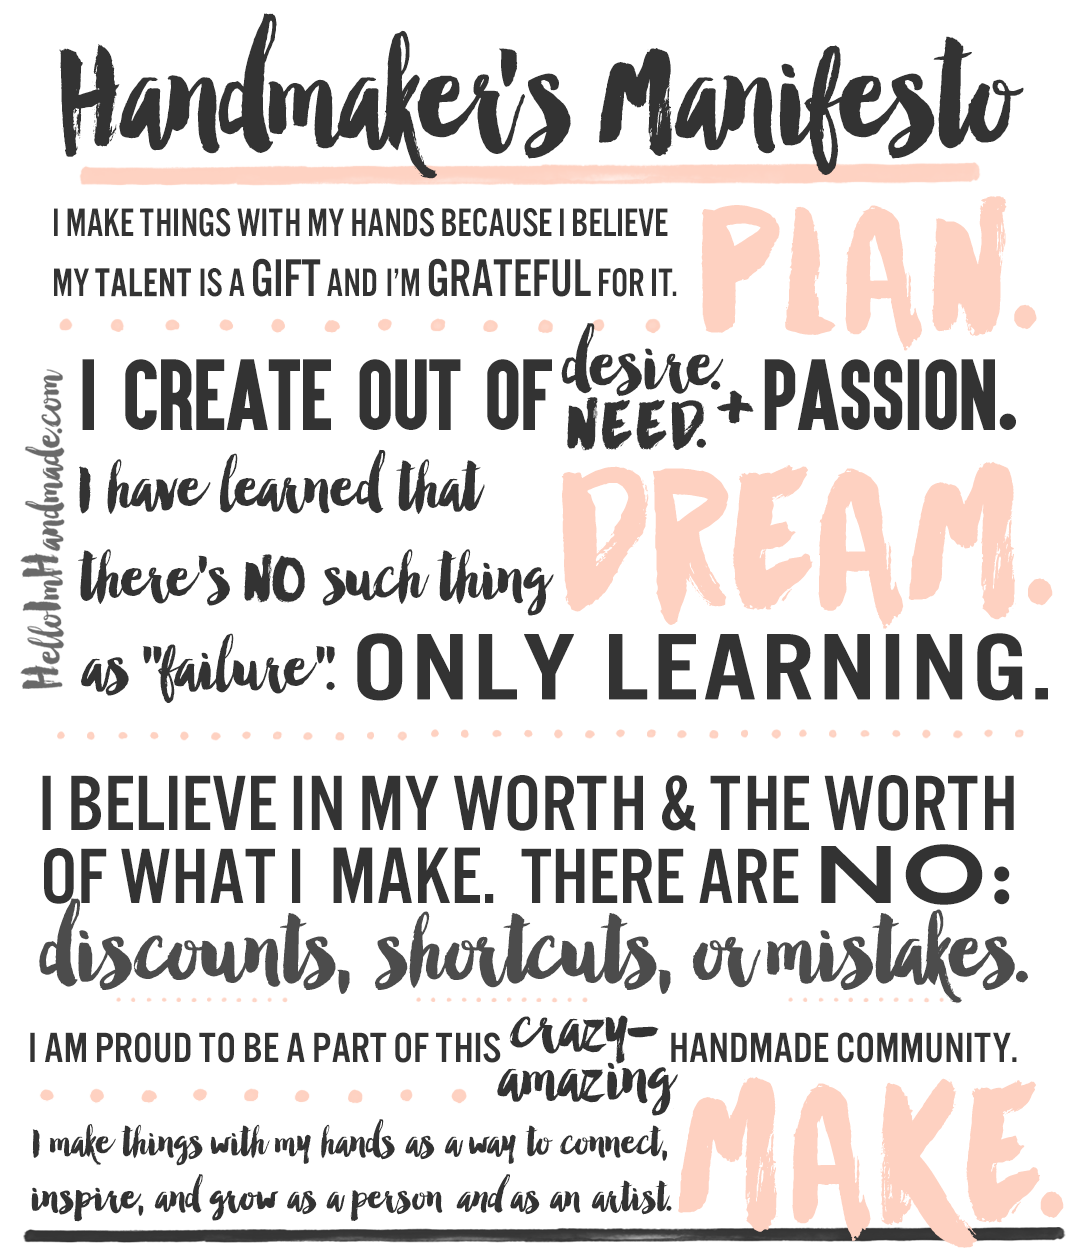 Handmaker's Manifesto
I MAKE THINGS WITH MY HANDS BECAUSE I BELIEVE
MY TALENT IS A GIFT AND I'M GRATEFUL FOR IT.
PLAN.
I CREATE OUT OF desire. NEED. + PASSION.
HelloImHandmade.com
I have learned that
there's NO such thing
DREAM.
as "failure". ONLY LEARNING.
I BELIEVE IN MY WORTH & THE WORTH
OF WHAT I MAKE. THERE ARE NO:
discounts, shortcuts, or mistakes.
I AM PROUD TO BE A PART OF THIS crazy-amazing HANDMADE COMMUNITY.
I make things with my hands as a way to connect,
inspire, and grow as a person and as an artist.
MAKE.